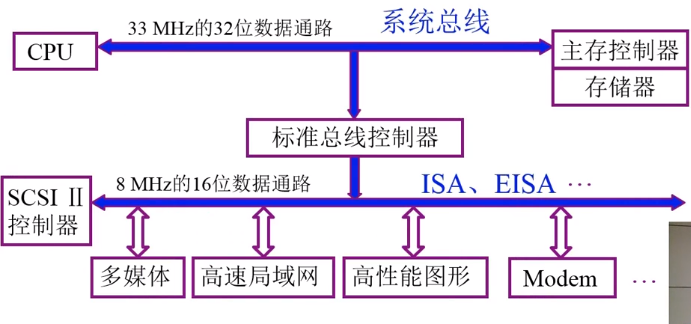 33 MHz的32位数据通路
系统总线
CPU
主存控制器
存储器
标准总线控制器
8 MHz的16位数据通路
ISA、EISA …
SCSI Ⅱ
控制器
多媒体
高速局域网
高性能图形
Modem
…